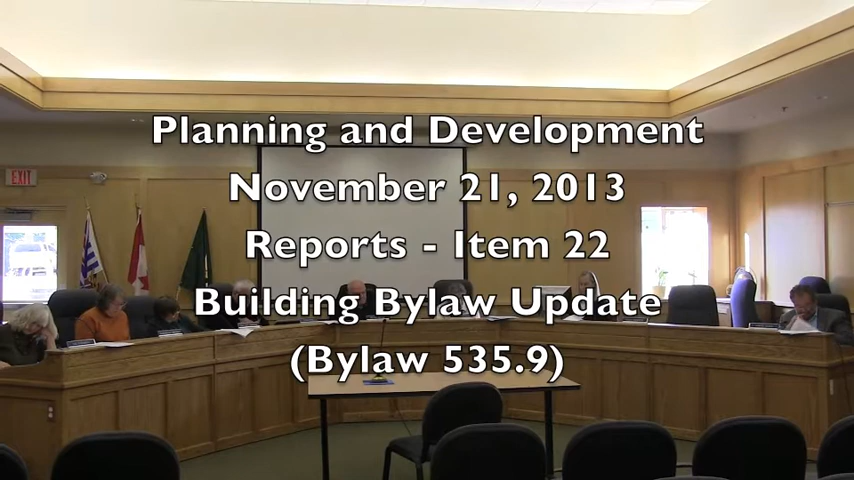 Planning and Development
November 21, 2013
EXIT
Reports - Item 22
Building Bylaw Update
(Bylaw 535.9)